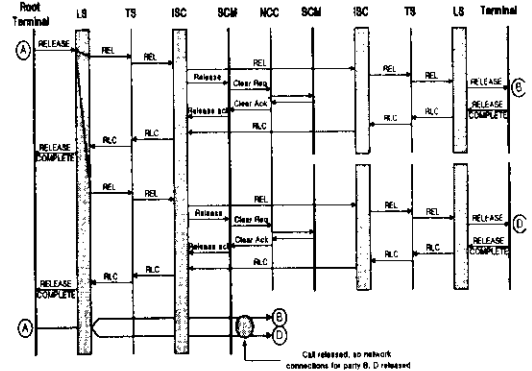 Root Terminal LS TS ISC SCM NCC SCM ISC TS LS Terminal
A RELEASE REL REL REL REL REL RELEASE B
Release Clear Req
Clear Ack
Release ack
RELEASE COMPLETE RLC RLC RLC RLC RLC RELEASE COMPLETE
REL REL REL REL REL RELEASE D
Release Clear Req
Clear Ack
Release ack
RELEASE COMPLETE RLC RLC RLC RLC RLC RELEASE COMPLETE
A B
D
Call released, so network
connections for party B, D released